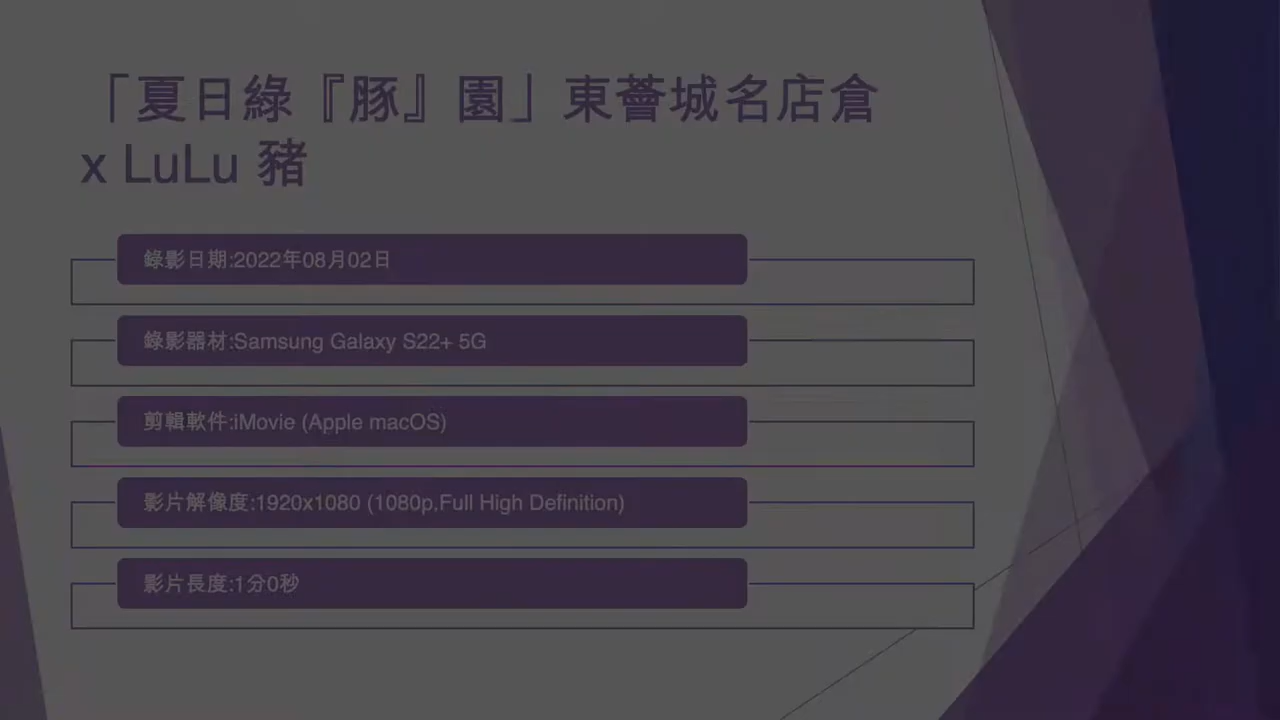 「夏日綠『豚』園」東薈城名店倉
x LuLu 豬
錄影日期:2022年08月02日
錄影器材:Samsung Galaxy S22+ 5G
剪輯軟件:iMovie (Apple macOS)
影片解像度:1920x1080 (1080p,Full High Definition)
影片長度:1分0秒